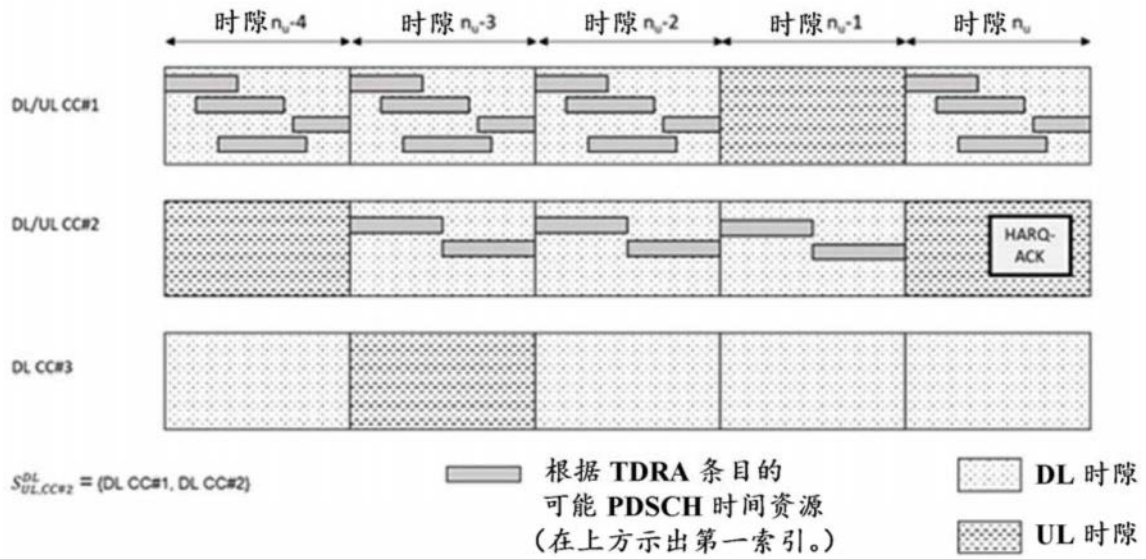 时隙 nᵤ-4 时隙 nᵤ-3 时隙 nᵤ-2 时隙 nᵤ-1 时隙 nᵤ
DL/UL CC#1
DL/UL CC#2
HARQ-
ACK
DL CC#3
S^{DL}_{UL,CC#2} = {DL CC#1, DL CC#2}
根据 TDRA 条目的
可能 PDSCH 时间资源
(在上方示出第一索引。)
DL 时隙
UL 时隙